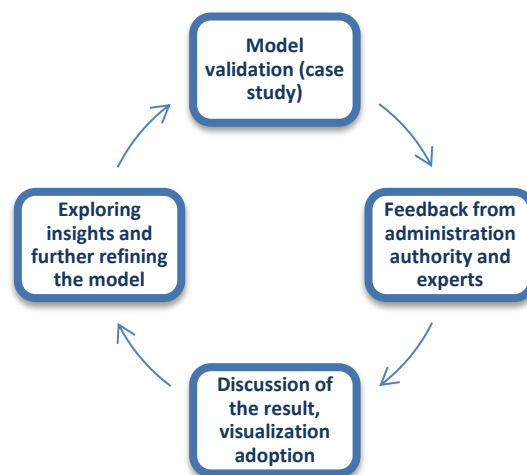 Model
validation (case
study)
Feedback from
administration
authority and
experts
Discussion of
the result,
visualization
adoption
Exploring
insights and
further refining
the model